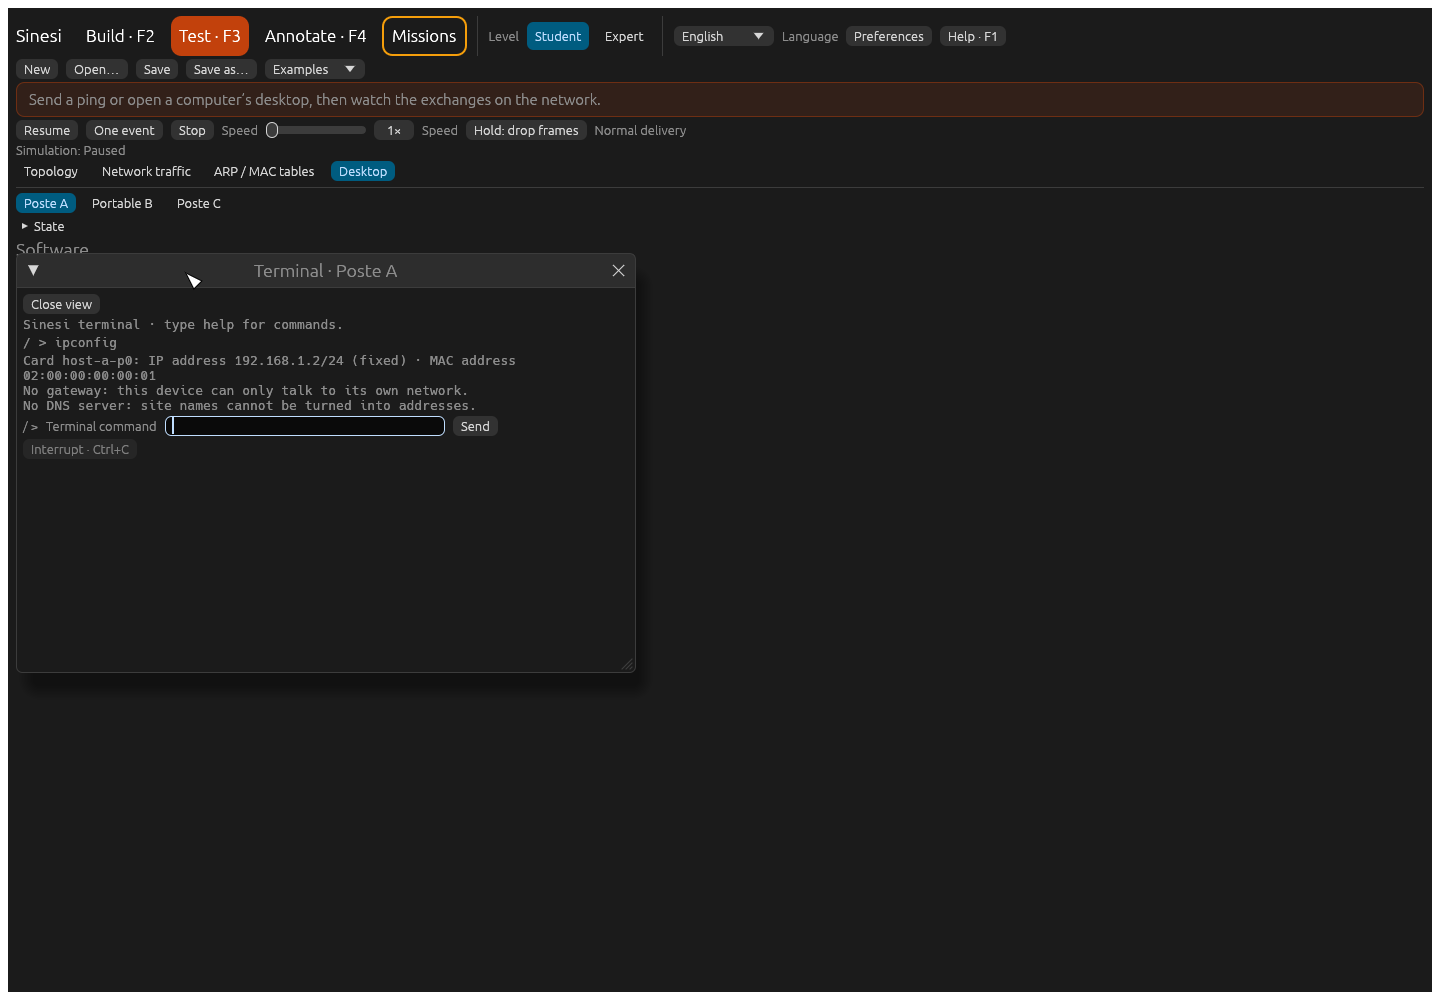 Sinesi Build · F2 Test · F3 Annotate · F4 Missions Level Student Expert English Language Preferences Help · F1
New Open… Save Save as… Examples
Send a ping or open a computer’s desktop, then watch the exchanges on the network.
Resume One event Stop Speed 1× Speed Hold: drop frames Normal delivery
Simulation: Paused
Topology Network traffic ARP / MAC tables Desktop
Poste A Portable B Poste C
State
Software
Terminal · Poste A
Close view
Sinesi terminal · type help for commands.
/ > ipconfig
Card host-a-p0: IP address 192.168.1.2/24 (fixed) · MAC address
02:00:00:00:00:01
No gateway: this device can only talk to its own network.
No DNS server: site names cannot be turned into addresses.
/ > Terminal command Send
Interrupt · Ctrl+C